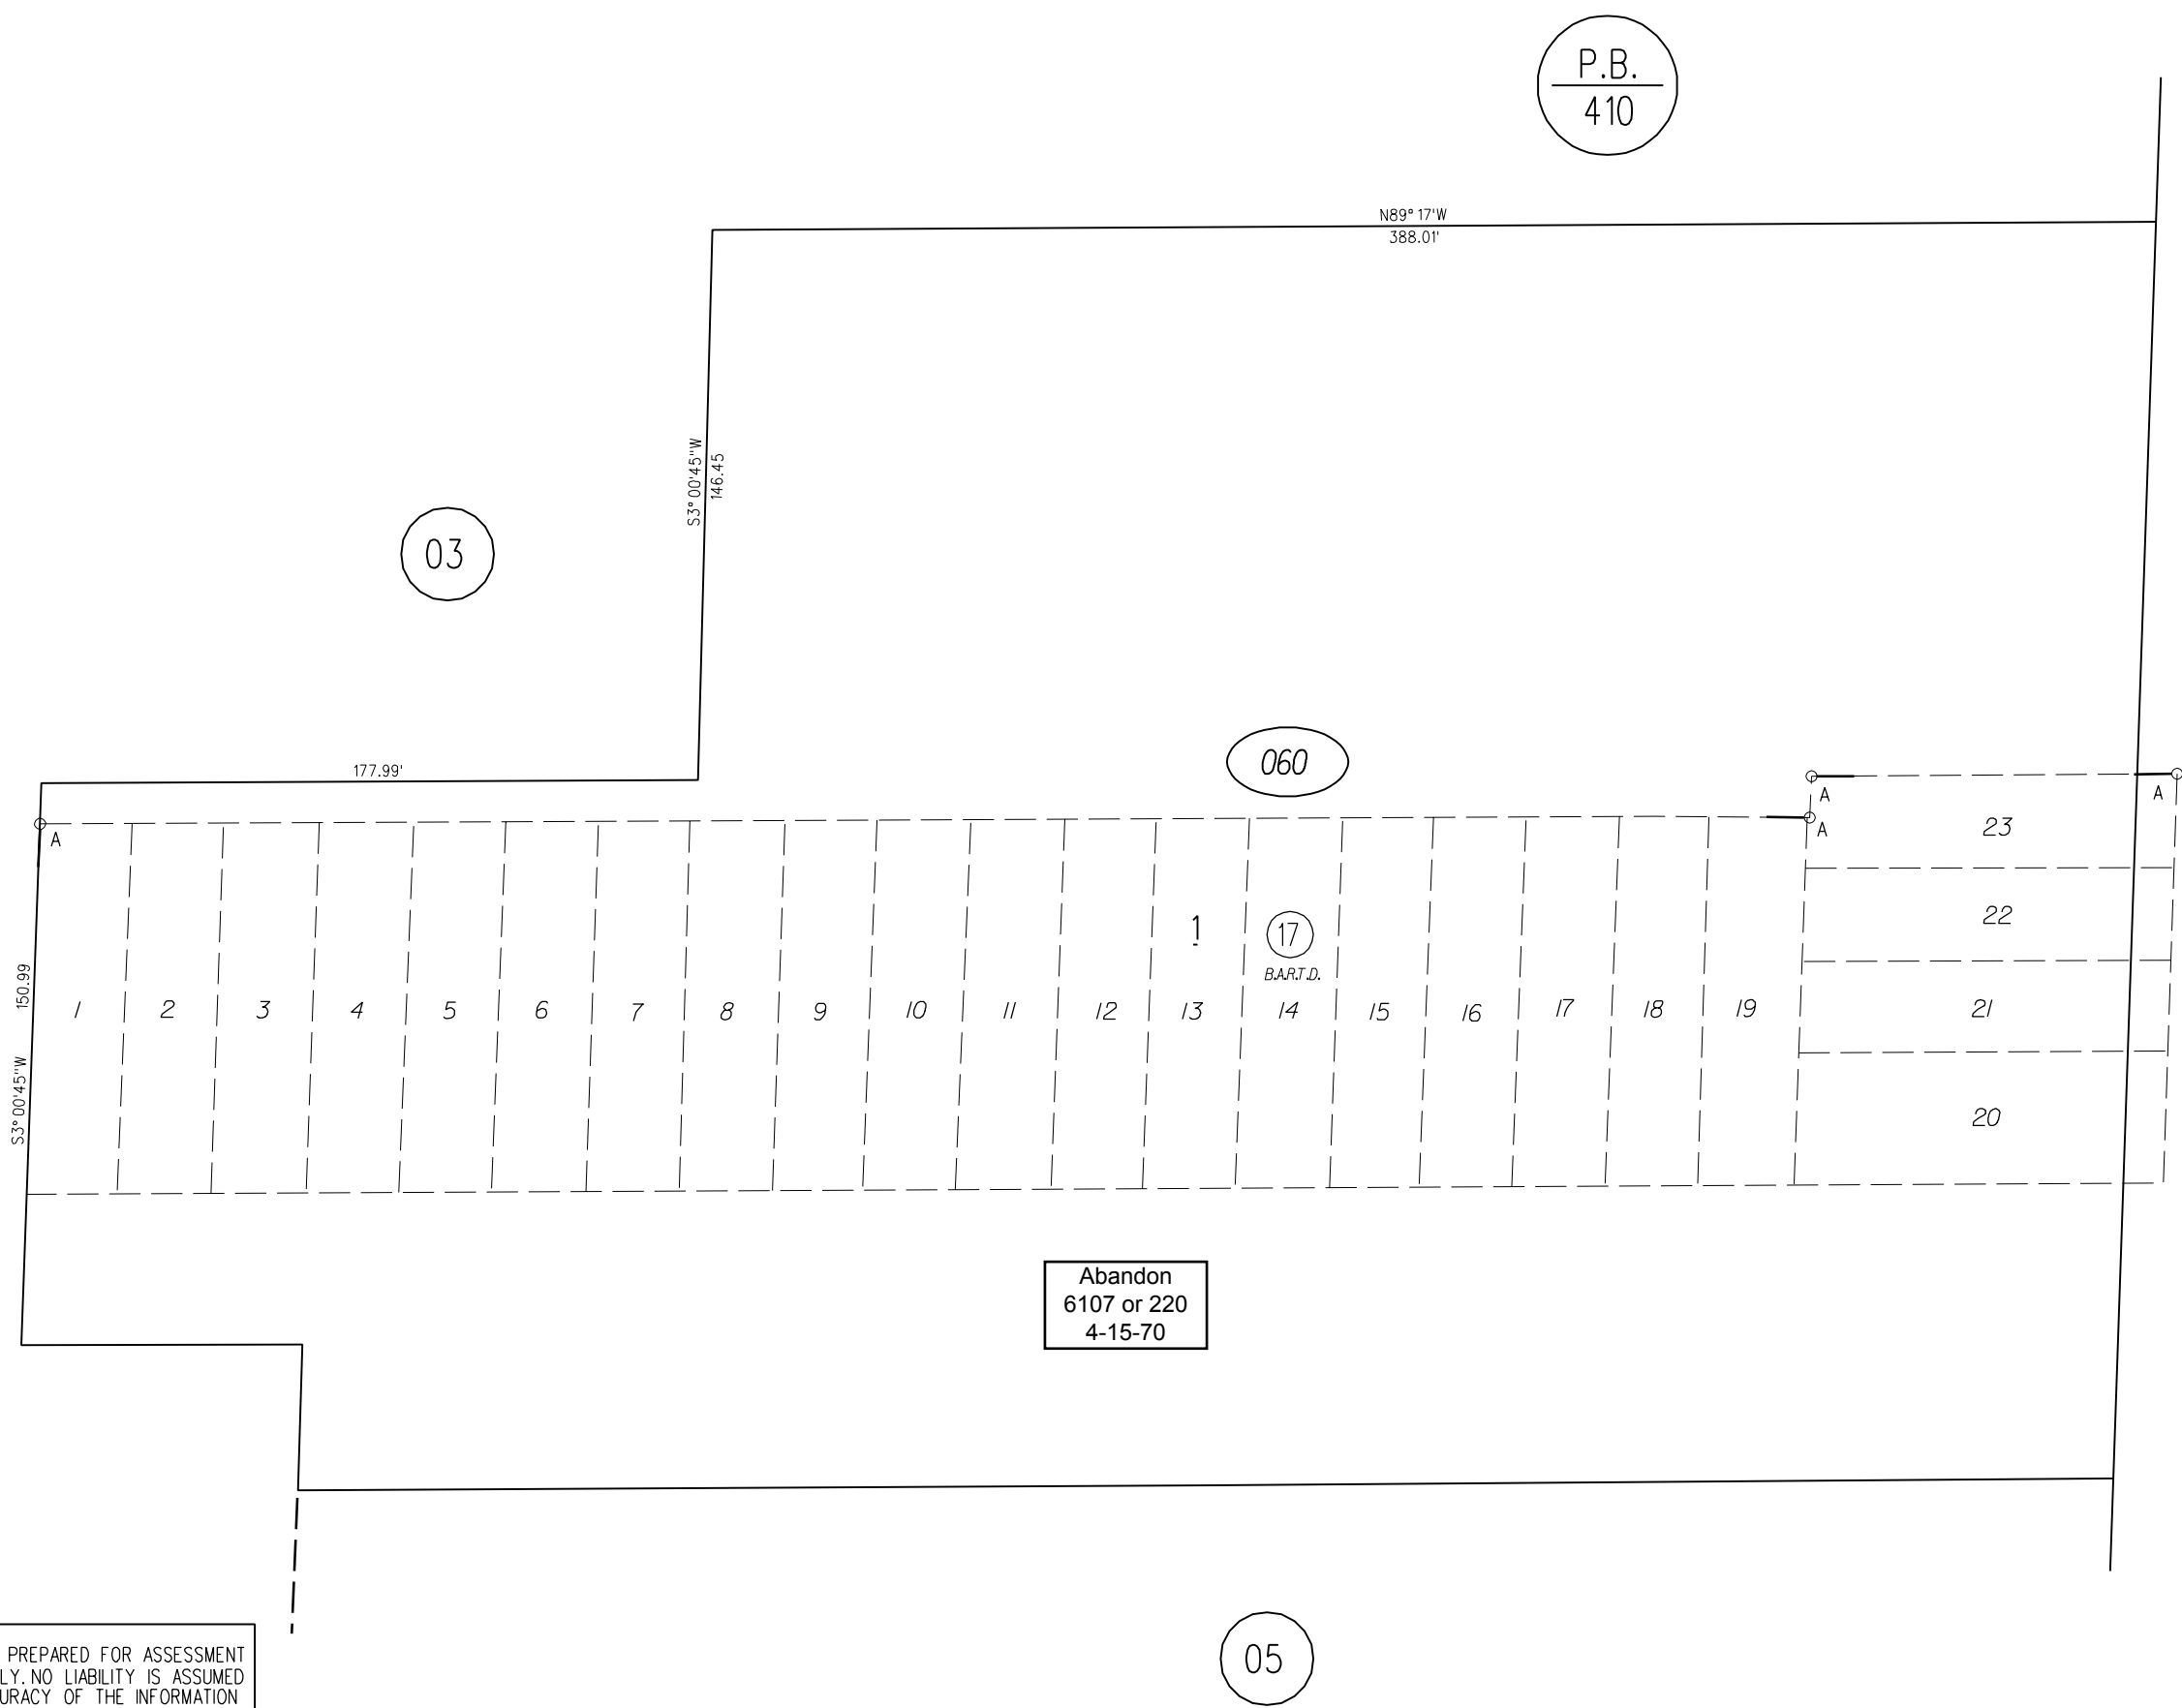 P.B.
410
N89° 17'W
388.01'
S3° 00'45"W
146.45
03
177.99'
060
A
A
A
A
23
22
21
20
1
17
B.A.R.T.D.
150.99
S3° 00'45"W
1
2
3
4
5
6
7
8
9
10
11
12
13
14
15
16
17
18
19
Abandon
6107 or 220
4-15-70
05
PREPARED FOR ASSESSMENT
LY. NO LIABILITY IS ASSUMED
URACY OF THE INFORMATION